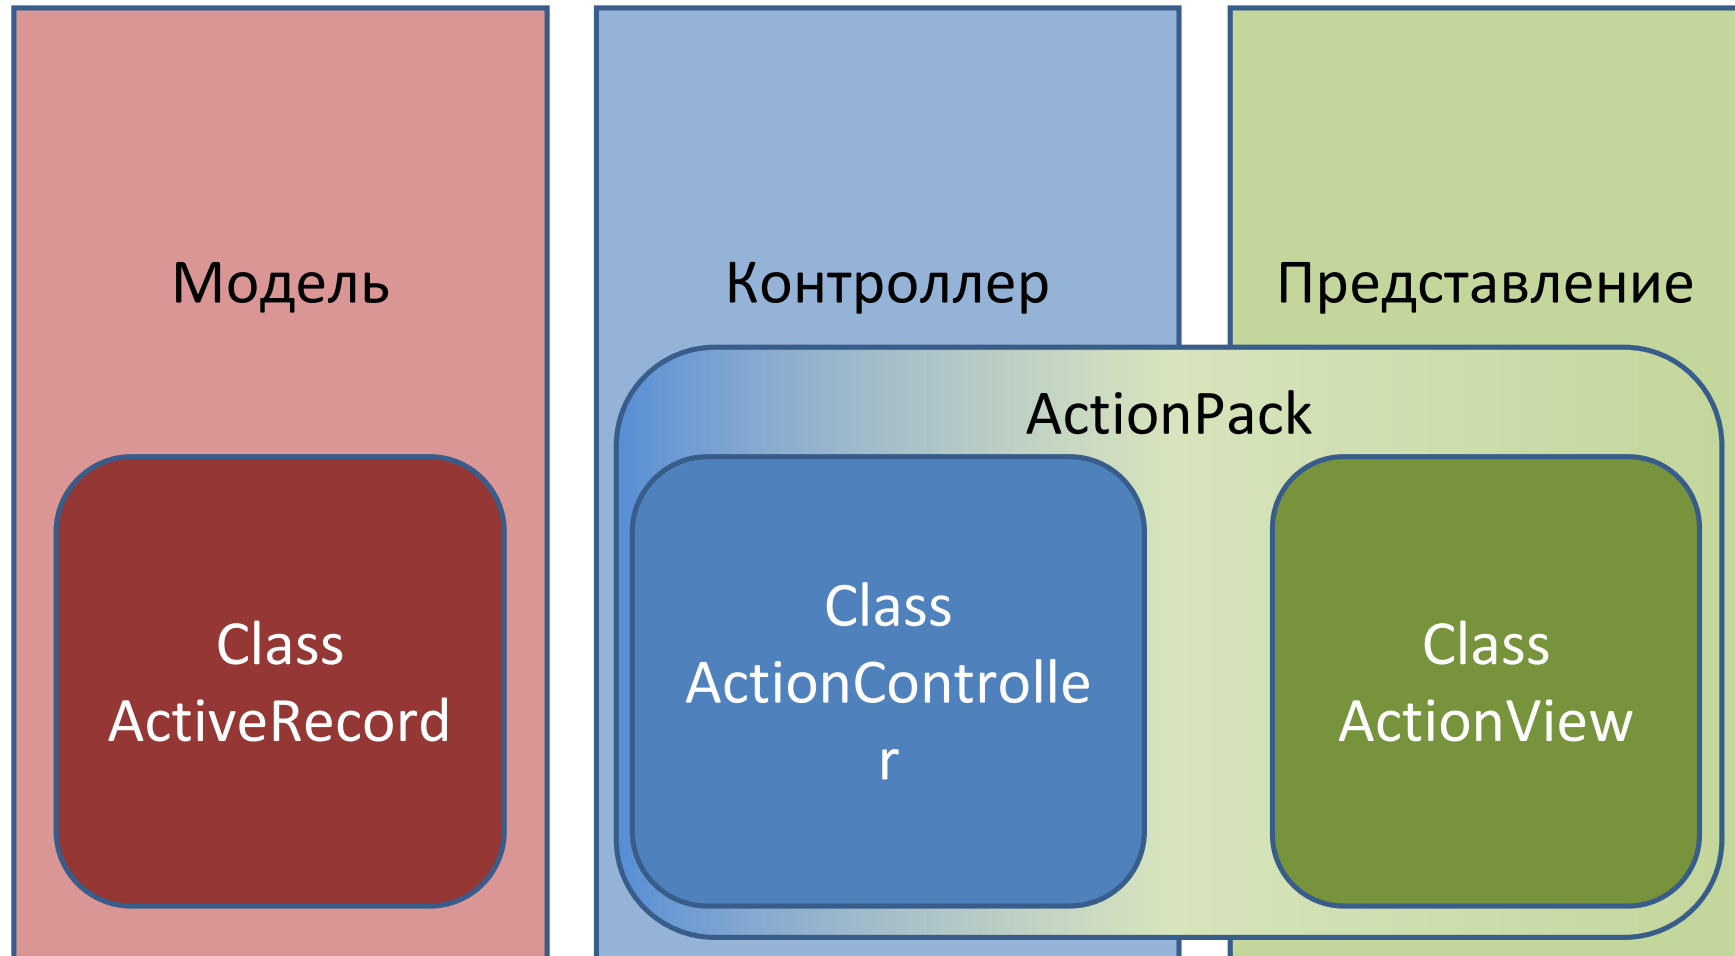 Модель
Контроллер
Представление
ActionPack
Class
ActiveRecord
Class
ActionControlle
r
Class
ActionView